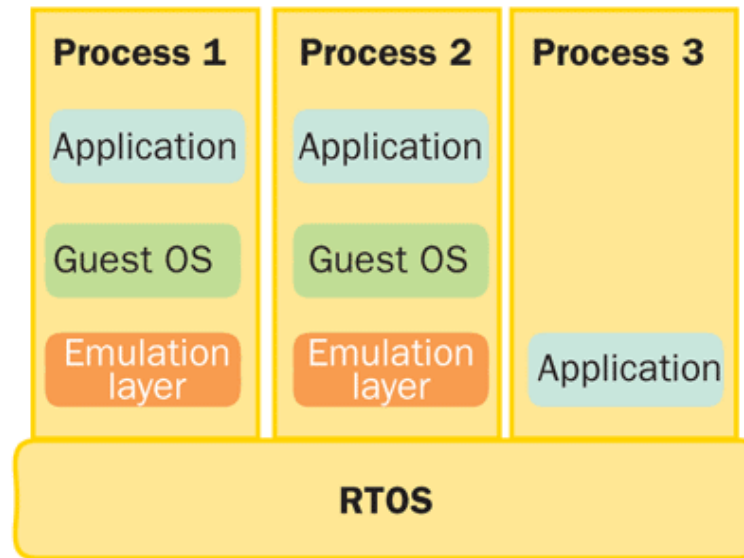 Process 1
Application
Guest OS
Emulation
layer
Process 2
Application
Guest OS
Emulation
layer
Process 3
Application
RTOS